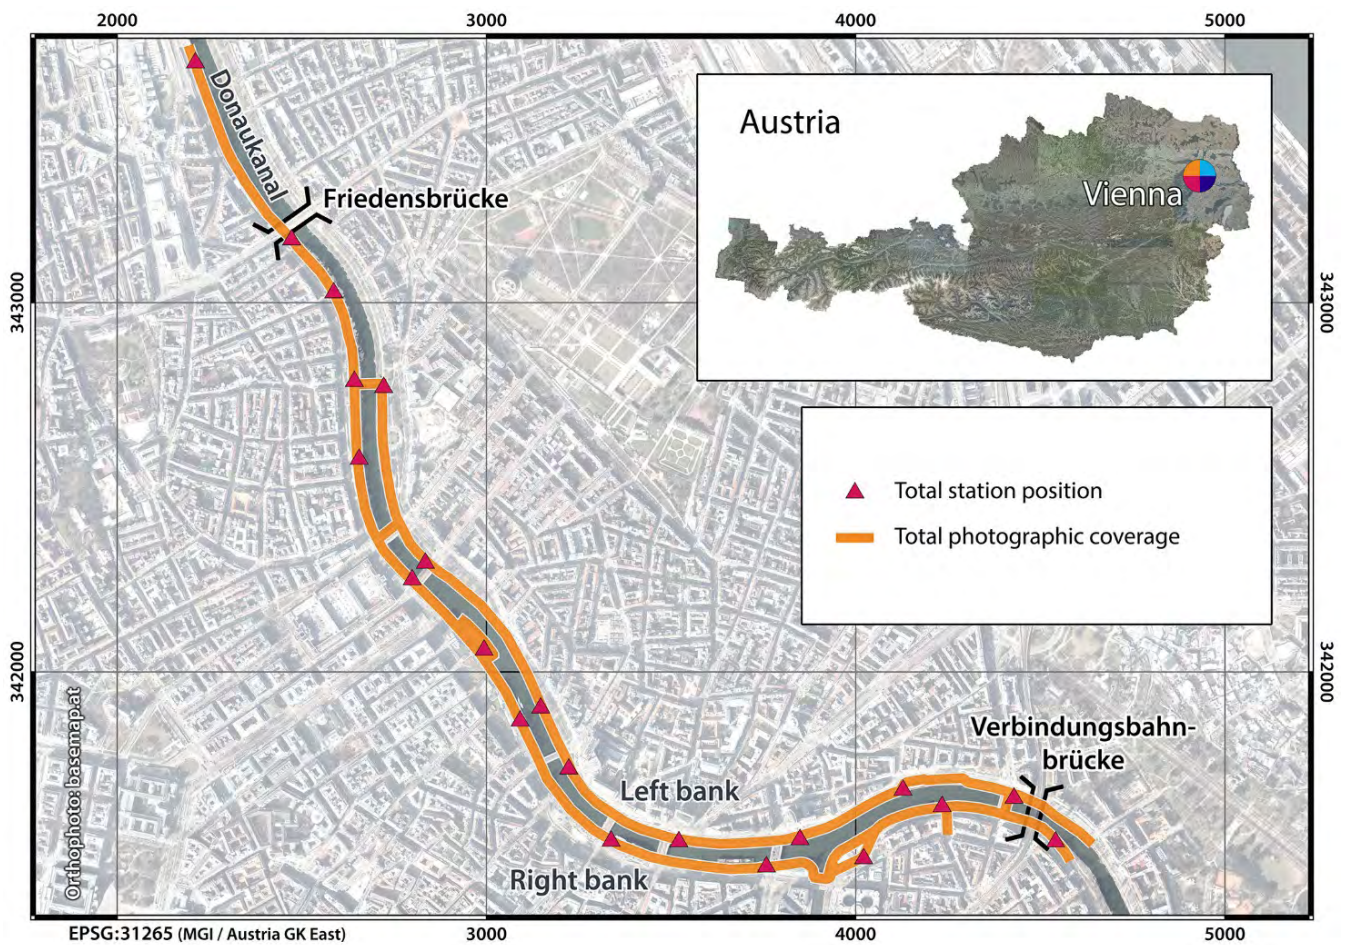 2000
3000
4000
5000
Donaukanal
Friedensbrücke
Austria
Vienna
343000
343000
Total station position
Total photographic coverage
342000
342000
Verbindungsbahn-
brücke
Left bank
Right bank
Orthophoto: basemap.at
EPSG:31265 (MGI / Austria GK East)
3000
4000
5000